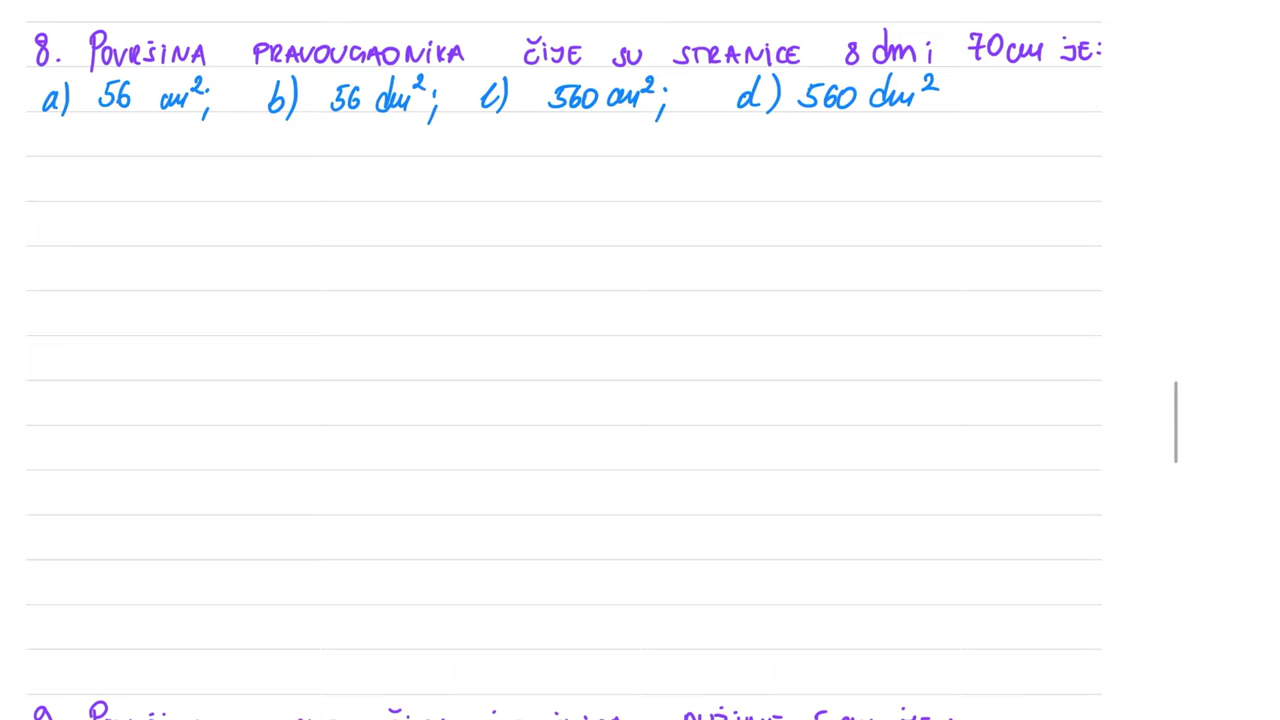 8. POVRŠINA PRAVOUGAONIKA ČIJE SU STRANICE 8 dm i 70 cm JE:
a) 56 cm²; b) 56 dm²; c) 560 cm²; d) 560 dm²
9.